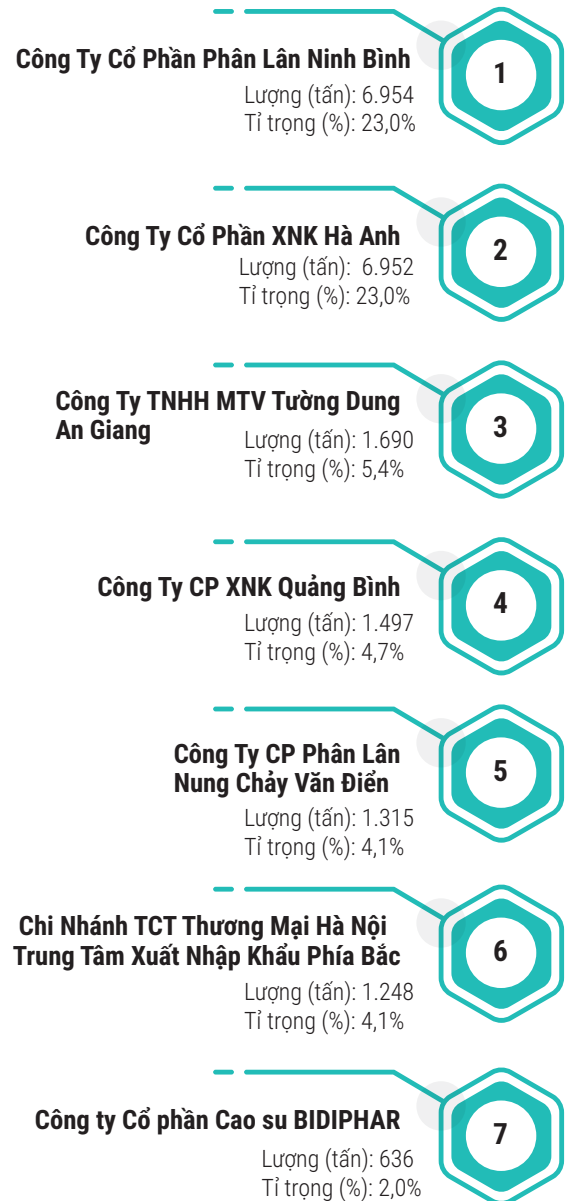 Công Ty Cổ Phần Phân Lân Ninh Bình
1
Lượng (tấn): 6.954
Tỉ trọng (%): 23,0%
Công Ty Cổ Phần XNK Hà Anh
2
Lượng (tấn): 6.952
Tỉ trọng (%): 23,0%
Công Ty TNHH MTV Tường Dung
An Giang
3
Lượng (tấn): 1.690
Tỉ trọng (%): 5,4%
Công Ty CP XNK Quảng Bình
4
Lượng (tấn): 1.497
Tỉ trọng (%): 4,7%
Công Ty CP Phân Lân
Nung Chảy Văn Điển
5
Lượng (tấn): 1.315
Tỉ trọng (%): 4,1%
Chi Nhánh TCT Thương Mại Hà Nội
Trung Tâm Xuất Nhập Khẩu Phía Bắc
6
Lượng (tấn): 1.248
Tỉ trọng (%): 4,1%
Công ty Cổ phần Cao su BIDIPHAR
7
Lượng (tấn): 636
Tỉ trọng (%): 2,0%